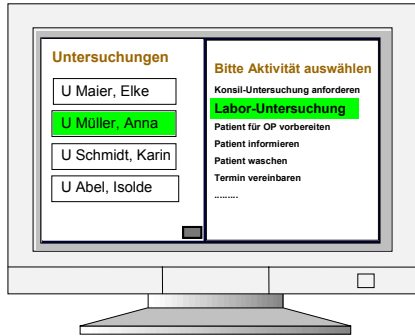 Untersuchungen
U Maier, Elke
U Müller, Anna
U Schmidt, Karin
U Abel, Isolde
Bitte Aktivität auswählen
Konsil-Untersuchung anforderen
Labor-Untersuchung
Patient für OP vorbereiten
Patient informieren
Patient waschen
Termin vereinbaren
.........